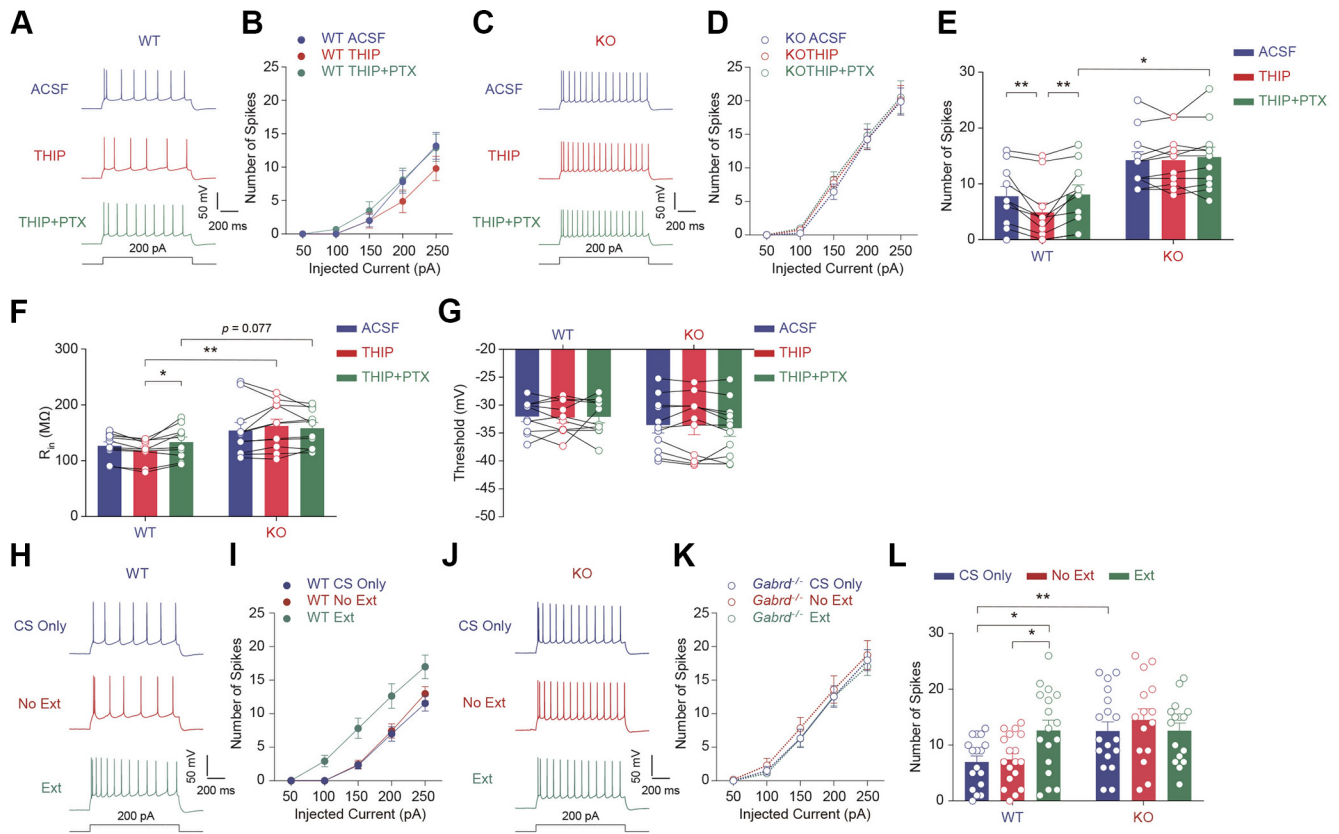 A
WT
ACSF
THIP
THIP+PTX
50 mV
200 ms
200 pA
B
WT ACSF
WT THIP
WT THIP+PTX
Number of Spikes
25
20
15
10
5
0
50 100 150 200 250
Injected Current (pA)
C
KO
ACSF
THIP
THIP+PTX
50 mV
200 ms
200 pA
D
KO ACSF
KOTHIP
KOTHIP+PTX
Number of Spikes
25
20
15
10
5
0
50 100 150 200 250
Injected Current (pA)
E
ACSF
THIP
THIP+PTX
Number of Spikes
30
20
10
0
** ** *
WT KO
F
ACSF
THIP
THIP+PTX
p = 0.077
**
*
Rin (MΩ)
300
200
100
0
WT KO
G
WT KO
ACSF
THIP
THIP+PTX
Threshold (mV)
-20
-25
-30
-35
-40
-45
-50
H
WT
CS Only
No Ext
Ext
50 mV
200 ms
200 pA
I
WT CS Only
WT No Ext
WT Ext
Number of Spikes
25
20
15
10
5
0
50 100 150 200 250
Injected Current (pA)
J
KO
CS Only
No Ext
Ext
50 mV
200 ms
200 pA
K
Gabrd-/- CS Only
Gabrd-/- No Ext
Gabrd-/- Ext
Number of Spikes
25
20
15
10
5
0
50 100 150 200 250
Injected Current (pA)
L
CS Only No Ext Ext
**
*
*
Number of Spikes
30
20
10
0
WT KO